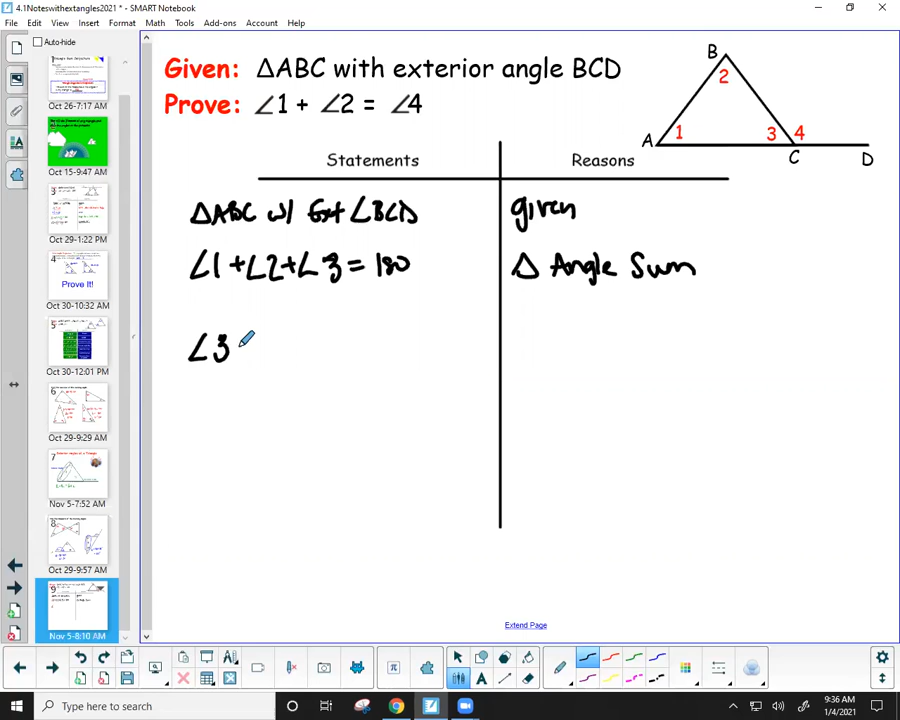 4.1Noteswithextangles2021 * - SMART Notebook
File Edit View Insert Format Math Tools Add-ons Account Help
Auto-hide
Oct 26-7:17 AM
Oct 15-9:47 AM
3
Oct 29-1:22 PM
4
Prove It!
Oct 30-10:32 AM
5
Oct 30-12:01 PM
6
Oct 29-9:29 AM
7
Nov 5-7:52 AM
8
Oct 29-9:57 AM
9
Nov 5-8:10 AM
Given: ΔABC with exterior angle BCD
Prove: ∠1 + ∠2 = ∠4
B
2
A 1 3 4
C D
Statements Reasons
ΔABC w/ Ext ∠BCD given
∠1 + ∠2 + ∠3 = 180 Δ Angle Sum
∠3
Extend Page
Type here to search
9:36 AM
1/4/2021